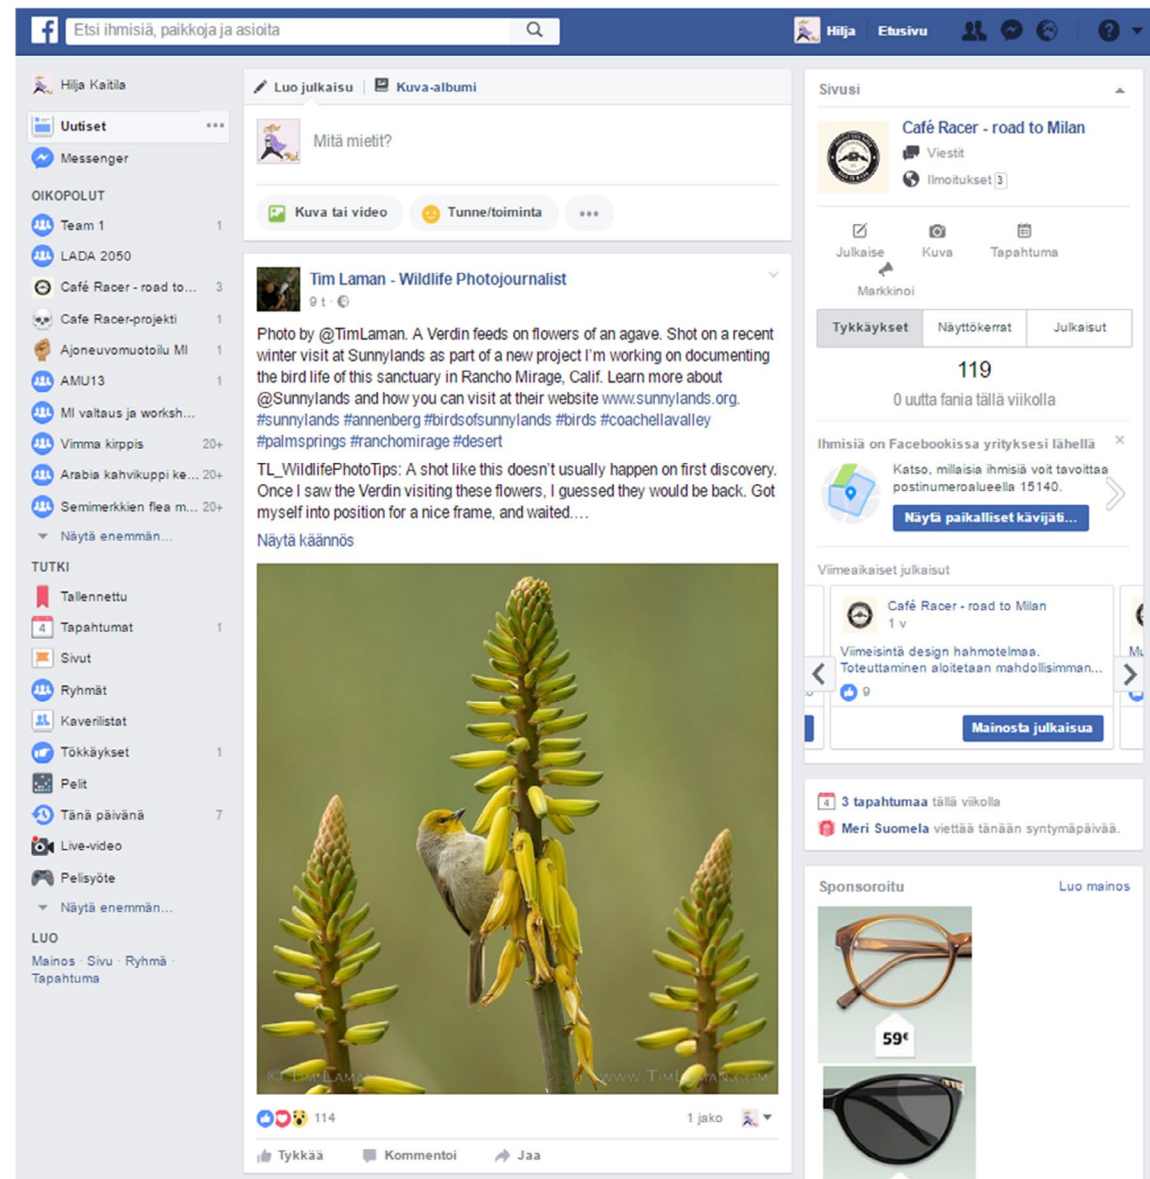 Etsi ihmisiä, paikkoja ja asioita
Hilja
Etusivu
Hilja Kaitila
Uutiset
Messenger
OIKOPOLUT
Team 1 1
LADA 2050
Café Racer - road to... 3
Cafe Racer-projekti 1
Ajoneuvomuotoilu MI 1
AMU13 1
MI valtaus ja worksh...
Vimma kirppis 20+
Arabia kahvikuppi ke... 20+
Semimerkkien flea m... 20+
Näytä enemmän...
TUTKI
Tallennettu
4 Tapahtumat 1
Sivut
Ryhmät
Kaverilistat
Tökkäykset 1
Pelit
Tänä päivänä 7
Live-video
Pelisyöte
Näytä enemmän...
LUO
Mainos · Sivu · Ryhmä ·
Tapahtuma
Luo julkaisu
Kuva-albumi
Mitä mietit?
Kuva tai video
Tunne/toiminta
Tim Laman - Wildlife Photojournalist
9 t ·
Photo by @TimLaman. A Verdin feeds on flowers of an agave. Shot on a recent
winter visit at Sunnylands as part of a new project I'm working on documenting
the bird life of this sanctuary in Rancho Mirage, Calif. Learn more about
@Sunnylands and how you can visit at their website www.sunnylands.org.
#sunnylands #annenberg #birdsofsunnylands #birds #coachellavalley
#palmsprings #ranchomirage #desert
TL_WildlifePhotoTips: A shot like this doesn't usually happen on first discovery.
Once I saw the Verdin visiting these flowers, I guessed they would be back. Got
myself into position for a nice frame, and waited....
Näytä käännös
© TIM LAMAN
WWW.TIMLAMAN.COM
114
1 jako
Tykkää
Kommentoi
Jaa
Sivusi
Café Racer - road to Milan
Viestit
Ilmoitukset 3
Julkaise
Kuva
Tapahtuma
Markkinoi
Tykkäykset
Näyttökerrat
Julkaisut
119
0 uutta fania tällä viikolla
Ihmisiä on Facebookissa yrityksesi lähellä
Katso, millaisia ihmisiä voit tavoittaa
postinumeroalueella 15140.
Näytä paikalliset kävijäti...
Viimeaikaiset julkaisut
Café Racer - road to Milan
1 v
Viimeisintä design hahmotelmaa.
Toteuttaminen aloitetaan mahdollisimman...
9
Mainosta julkaisua
4 3 tapahtumaa tällä viikolla
Meri Suomela viettää tänään syntymäpäivää.
Sponsoroitu
Luo mainos
59€